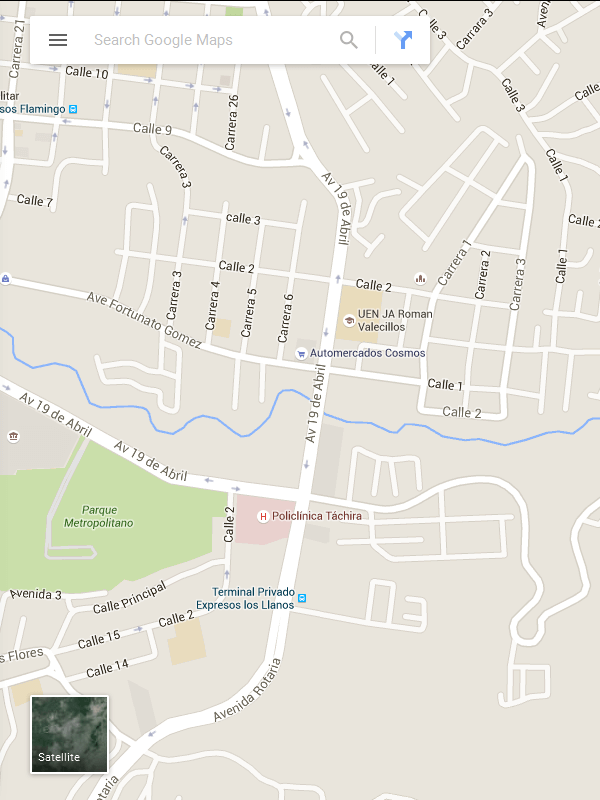 Search Google Maps
Carrera 21
Calle 3
Carrara 3
Calle 10
Calle 1
Calle 3
litar
sos Flamingo
Calle 9
Carrera 26
Carrera 3
Calle 1
Calle 7
Av 19 de Abril
calle 3
Calle 2
Calle 2
Carrera 1
Carrera 2
Carrera 3
Calle 1
Calle 2
Carrera 3
Carrera 4
Carrera 5
Carrera 6
Ave Fortunato Gomez
UEN JA Roman
Valecillos
Automercados Cosmos
Calle 1
Calle 2
Av 19 de Abril
Av 19 de Abril
Av 19 de Abril
Parque
Metropolitano
Calle 2
Policlínica Táchira
Avenida 3
Calle Principal
Terminal Privado
Expresos los Llanos
Calle 2
Calle 15
s Flores
Calle 14
Avenida Rotaria
Satellite
taria